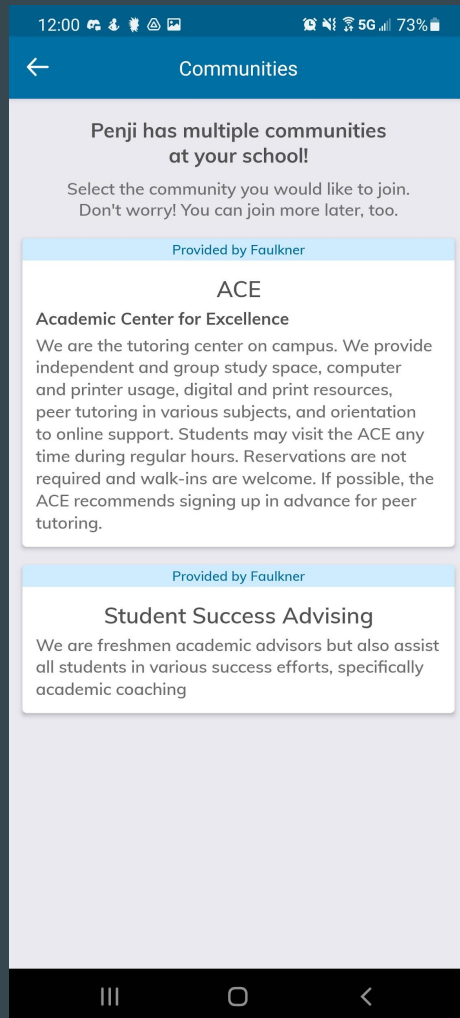 12:00 5G 73%
Communities
Penji has multiple communities
at your school!
Select the community you would like to join.
Don't worry! You can join more later, too.
Provided by Faulkner
ACE
Academic Center for Excellence
We are the tutoring center on campus. We provide
independent and group study space, computer
and printer usage, digital and print resources,
peer tutoring in various subjects, and orientation
to online support. Students may visit the ACE any
time during regular hours. Reservations are not
required and walk-ins are welcome. If possible, the
ACE recommends signing up in advance for peer
tutoring.
Provided by Faulkner
Student Success Advising
We are freshmen academic advisors but also assist
all students in various success efforts, specifically
academic coaching